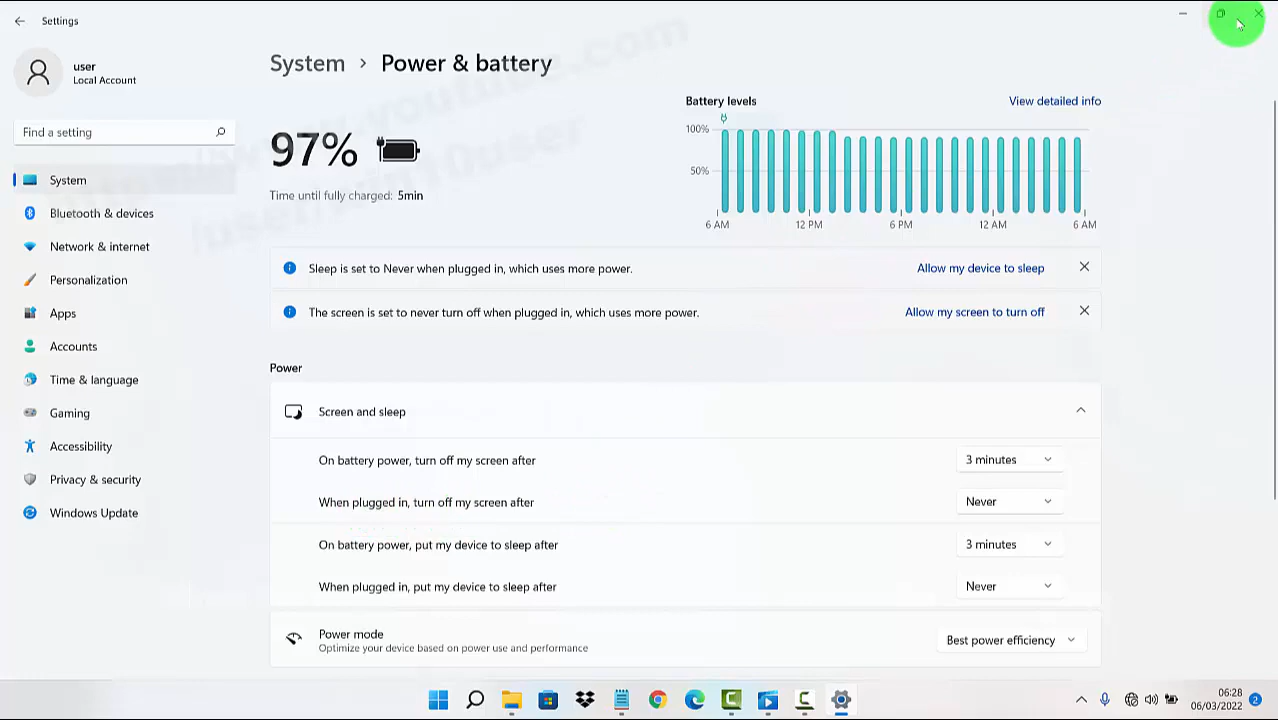 Settings
user
Local Account
Find a setting
System
Bluetooth & devices
Network & internet
Personalization
Apps
Accounts
Time & language
Gaming
Accessibility
Privacy & security
Windows Update
System › Power & battery
97%
Time until fully charged: 5min
Battery levels
View detailed info
100%
50%
6 AM 12 PM 6 PM 12 AM 6 AM
Sleep is set to Never when plugged in, which uses more power. Allow my device to sleep
The screen is set to never turn off when plugged in, which uses more power. Allow my screen to turn off
Power
Screen and sleep
On battery power, turn off my screen after 3 minutes
When plugged in, turn off my screen after Never
On battery power, put my device to sleep after 3 minutes
When plugged in, put my device to sleep after Never
Power mode
Optimize your device based on power use and performance
Best power efficiency
06:28
06/03/2022
2